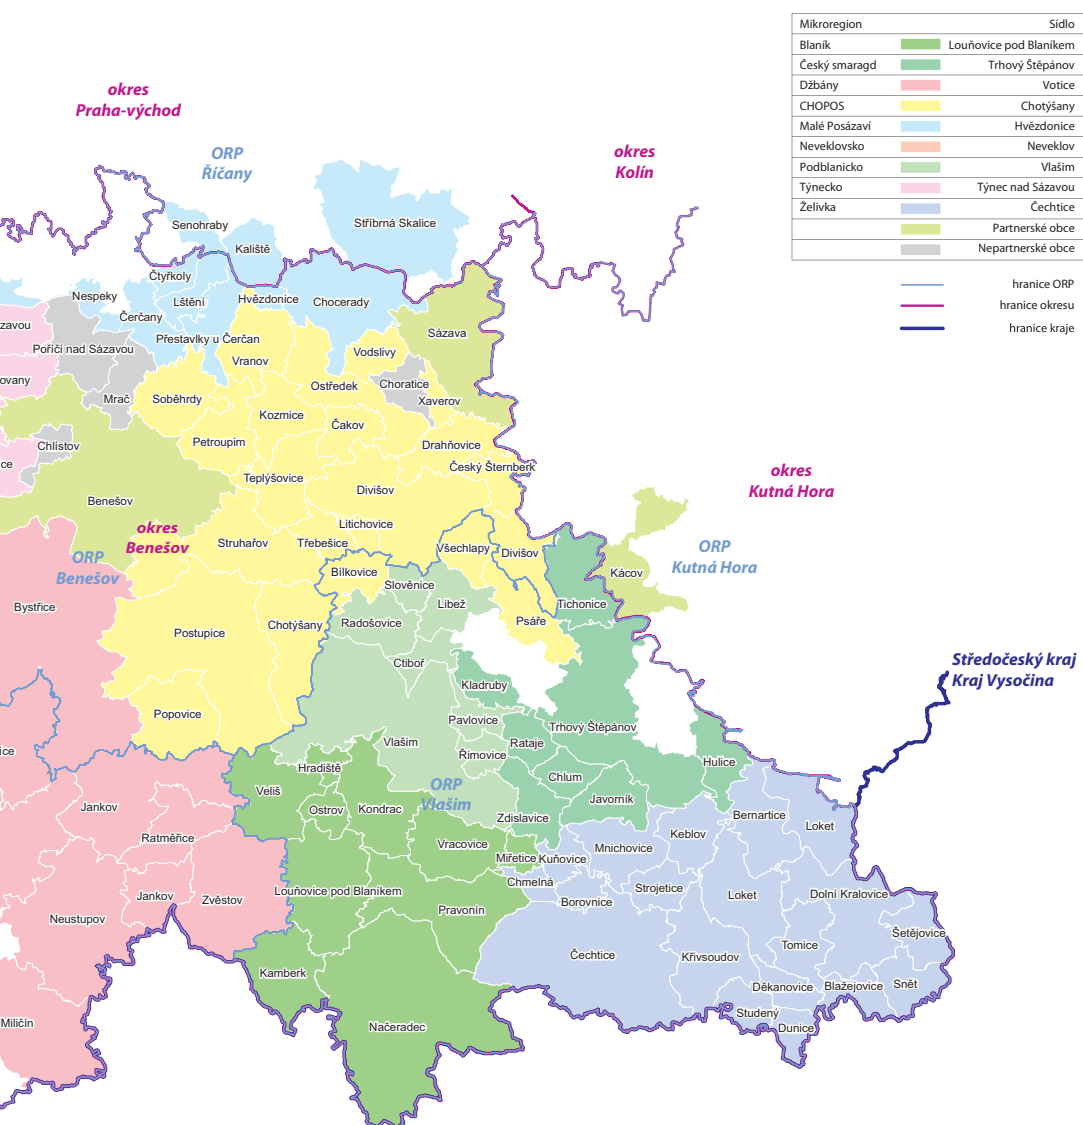 Mikroregion Sídlo
Blaník Louňovice pod Blaníkem
Český smaragd Trhový Štěpánov
Džbány Votice
CHOPOS Chotýšany
Malé Posázaví Hvězdonice
Neveklovsko Neveklov
Podblanicko Vlašim
Týnecko Týnec nad Sázavou
Želivka Čechtice
Partnerské obce
Nepartnerské obce
hranice ORP
hranice okresu
hranice kraje
okres
Praha-východ
ORP
Říčany
okres
Kolín
Stříbrná Skalice
Senohraby
Kaliště
Čtyřkoly
Nespeky
Lštění
Hvězdonice
Chocerady
Čerčany
zavou
Sázava
Přestavlky u Čerčan
Poříčí nad Sázavou
Vodslivy
Vranov
ovany
Ostředek
Choratice
Mrač
Soběhrdy
Xaverov
Kozmice
Čakov
Petroupim
Drahňovice
Chlístov
ce
Český Šternberk
okres
Kutná Hora
Teplýšovice
Divišov
Benešov
okres
Benešov
Litichovice
Struhařov
Třebešice
Všechlapy
Divišov
ORP
Kutná Hora
ORP
Benešov
Bílkovice
Kácov
Slověnice
Libež
Tichonice
Bystřice
Radošovice
Psáře
Chotýšany
Postupice
Ctiboř
Středočeský kraj
Kraj Vysočina
Kladruby
Popovice
Pavlovice
Trhový Štěpánov
Vlašim
Rataje
ice
Římovice
Hulice
Hradiště
Chlum
Veliš
ORP
Vlašim
Javorník
Jankov
Ostrov
Kondrac
Zdislavice
Bernartice
Loket
Ratměřice
Keblov
Vracovice
Mnichovice
Miřetice
Kuňovice
Chmelná
Strojetice
Louňovice pod Blaníkem
Loket
Dolní Kralovice
Jankov
Zvěstov
Borovnice
Pravonín
Neustupov
Šetějovice
Tomice
Čechtice
Křivsoudov
Kamberk
Děkanovice
Blažejovice
Snět
Studený
Miličín
Načeradec
Dunice